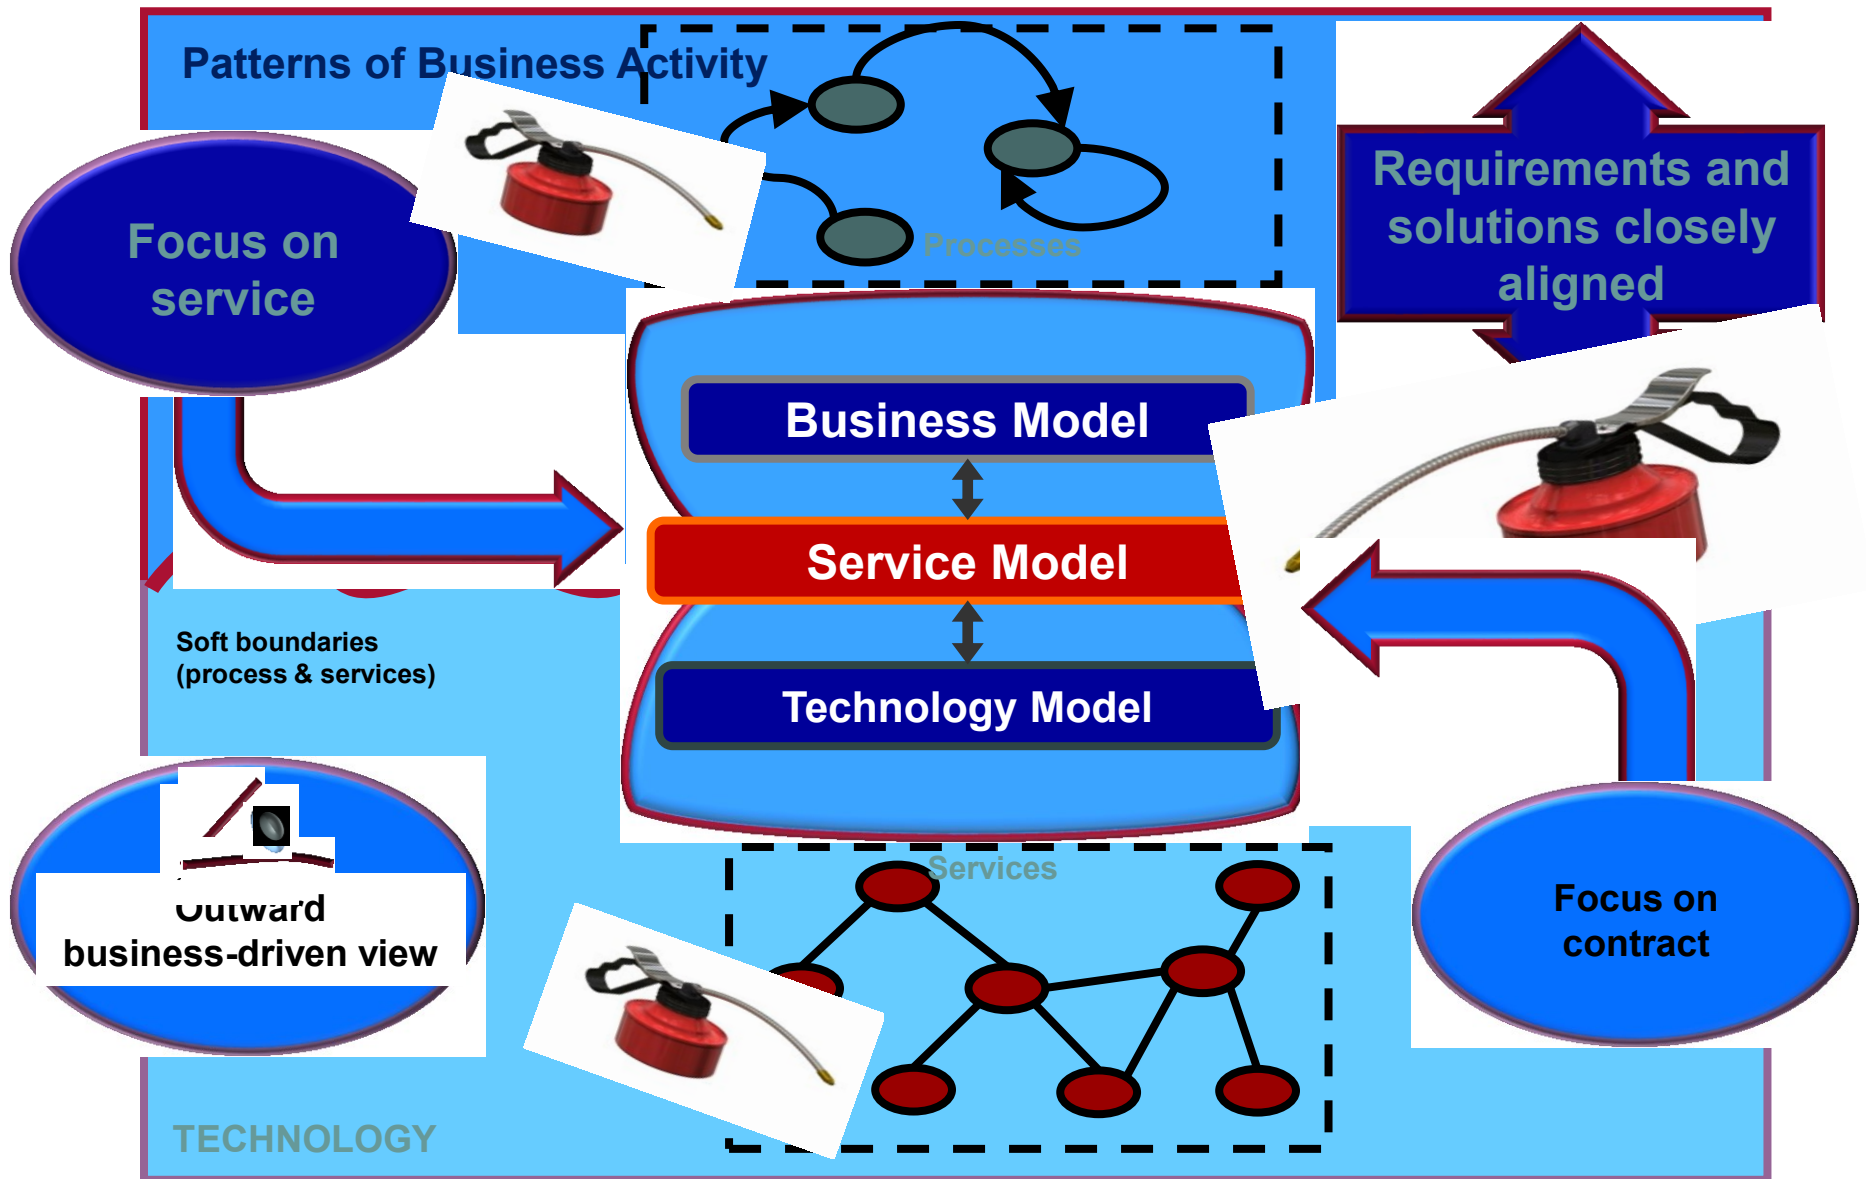 Patterns of Business Activity
Focus on
service
Processes
Requirements and
solutions closely
aligned
Business Model
Service Model
Technology Model
Soft boundaries
(process & services)
Outward
business-driven view
Services
Focus on
contract
TECHNOLOGY